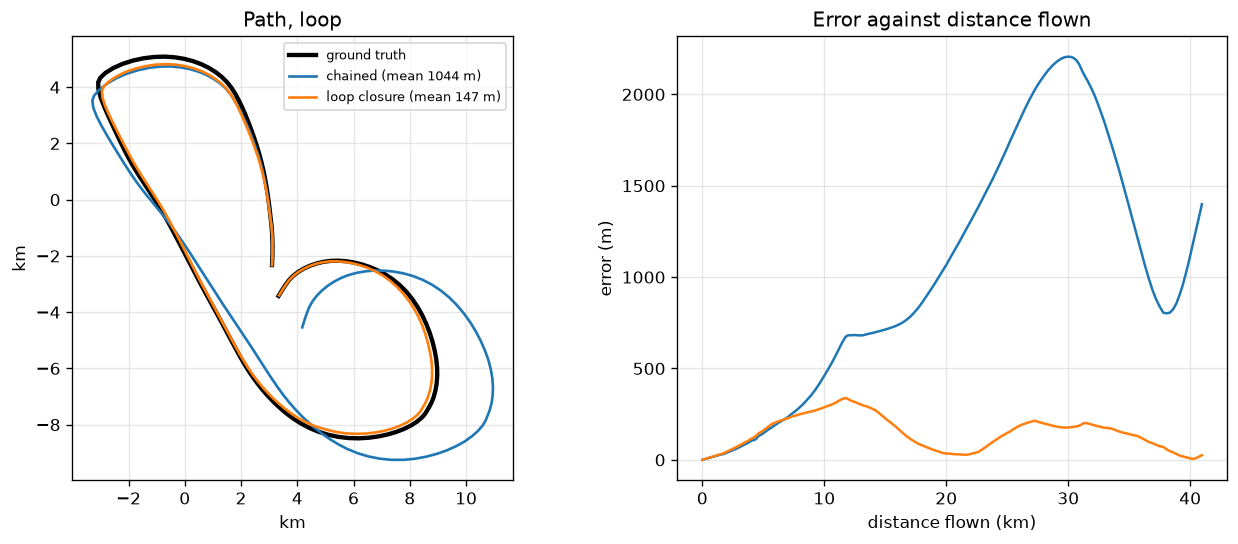 Path, loop
ground truth
chained (mean 1044 m)
loop closure (mean 147 m)
4
2
0
−2
−4
−6
−8
km
−2
0
2
4
6
8
10
km
Error against distance flown
2000
1500
1000
500
0
error (m)
0
10
20
30
40
distance flown (km)